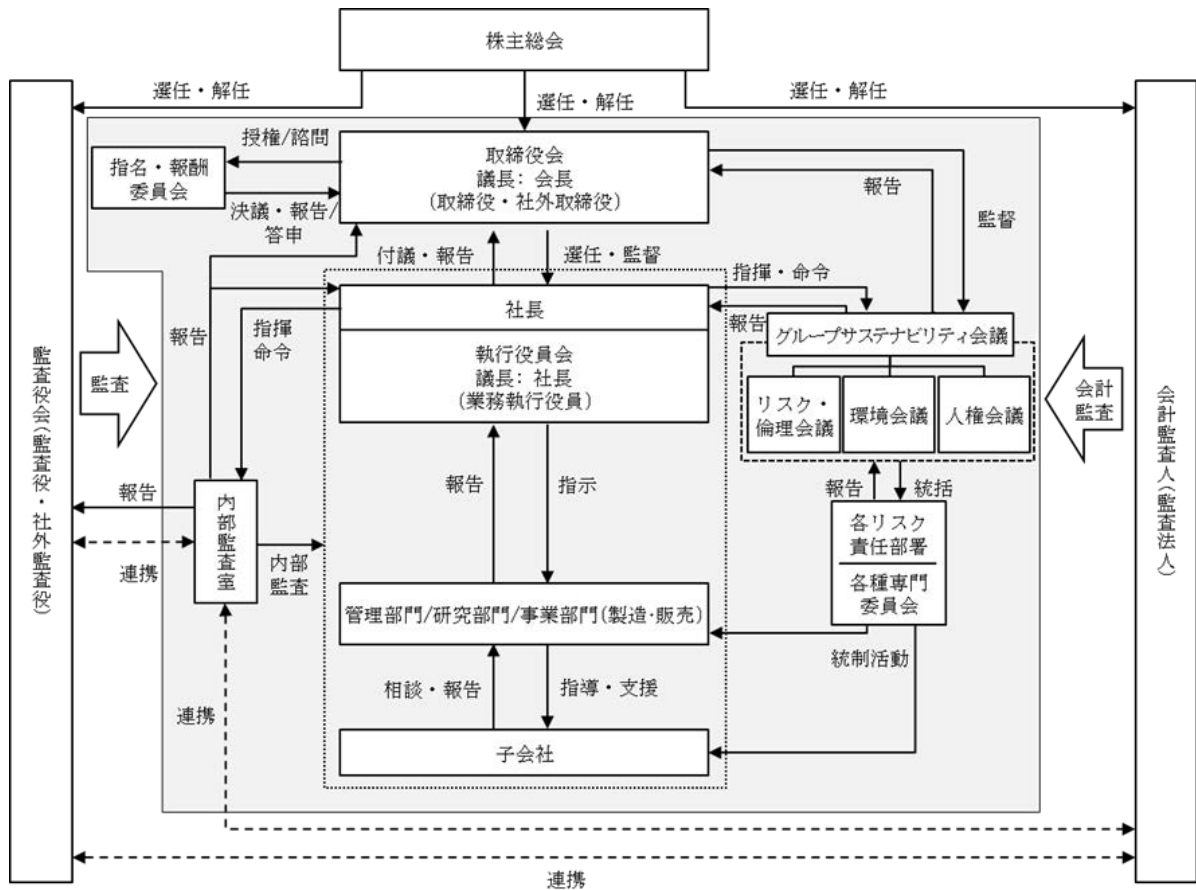 株主総会
選任・解任
選任・解任
選任・解任
授権/諮問
指名・報酬
委員会
決議・報告/
答申
取締役会
議長: 会長
(取締役・社外取締役)
報告
監督
付議・報告
選任・監督
指揮・命令
報告
社長
報告
指揮
命令
執行役員会
議長: 社長
(業務執行役員)
グループサステナビリティ会議
リスク・
倫理会議
環境会議
人権会議
監査
会計
監査
監査役会(監査役・社外監査役)
会計監査人(監査法人)
報告
連携
内部監査室
内部
監査
報告
指示
報告
統括
各リスク
責任部署
各種専門
委員会
管理部門/研究部門/事業部門(製造・販売)
統制活動
相談・報告
指導・支援
連携
子会社
連携